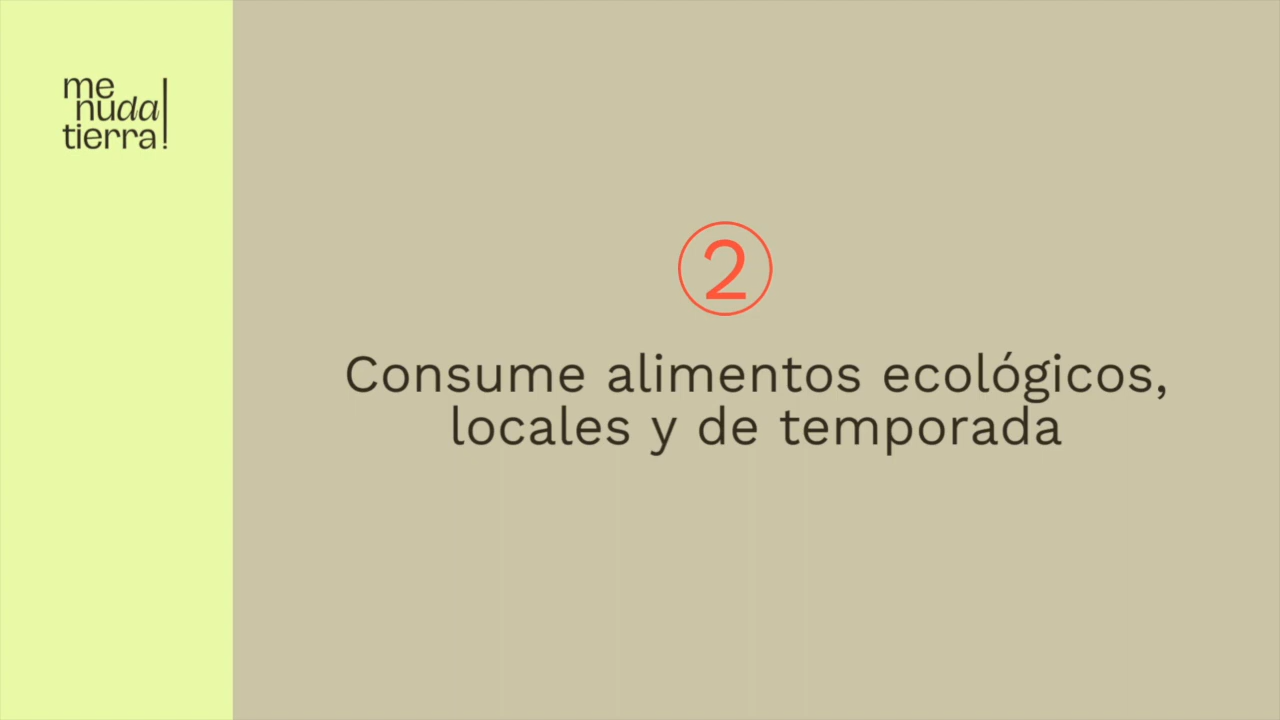 me
nuda
tierra!
2
Consume alimentos ecológicos,
locales y de temporada